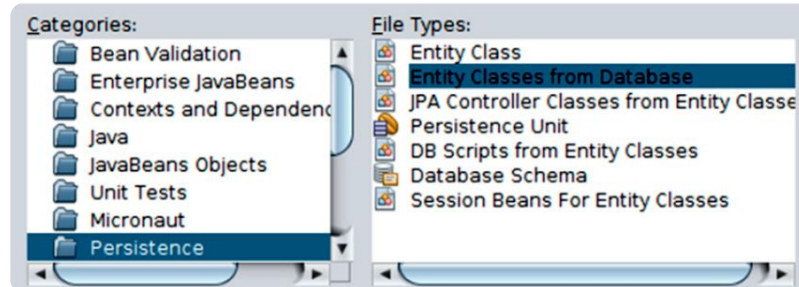 Categories:
Bean Validation
Enterprise JavaBeans
Contexts and Dependenc
Java
JavaBeans Objects
Unit Tests
Micronaut
Persistence
File Types:
Entity Class
Entity Classes from Database
JPA Controller Classes from Entity Classe
Persistence Unit
DB Scripts from Entity Classes
Database Schema
Session Beans For Entity Classes